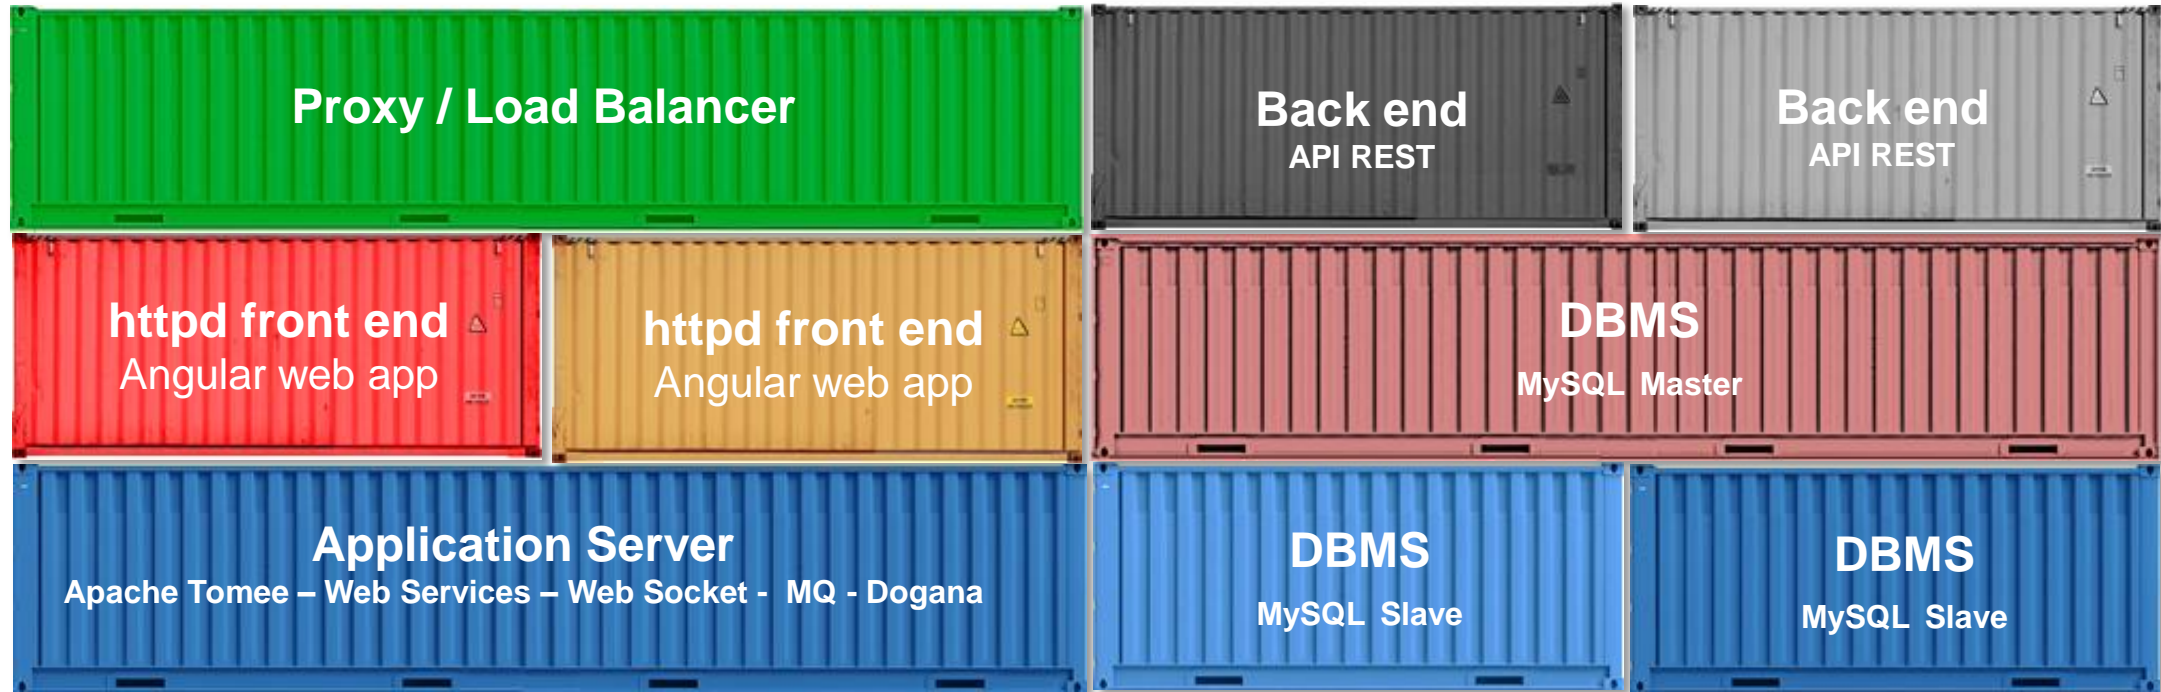 Proxy / Load Balancer
Back end
API REST
Back end
API REST
httpd front end
Angular web app
httpd front end
Angular web app
DBMS
MySQL Master
Application Server
Apache Tomee – Web Services – Web Socket - MQ - Dogana
DBMS
MySQL Slave
DBMS
MySQL Slave